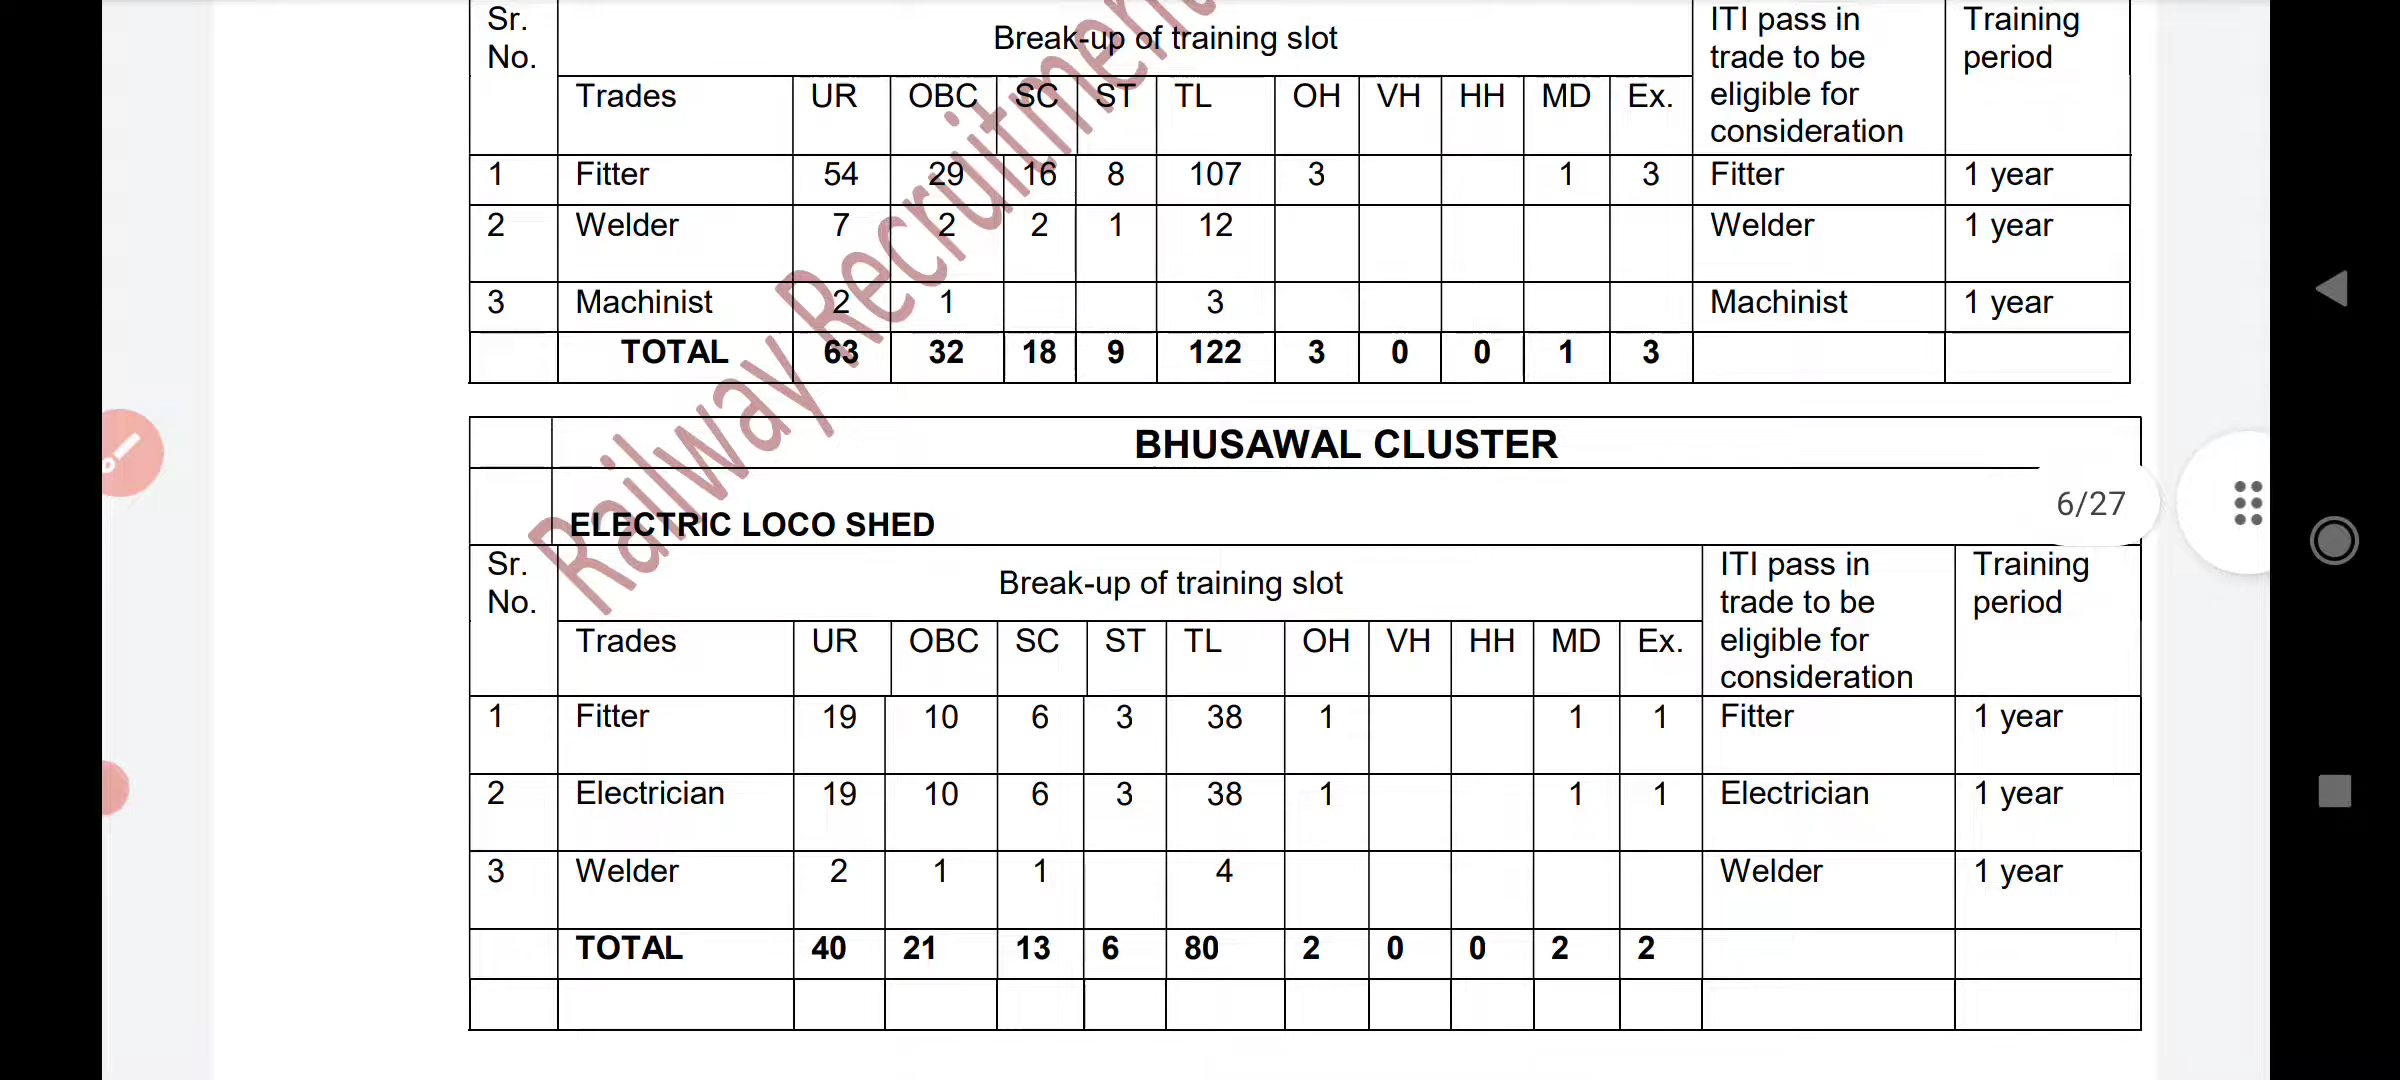 Sr. No. Break-up of training slot ITI pass in trade to be eligible for consideration Training period
Trades UR OBC SC ST TL OH VH HH MD Ex.
1 Fitter 54 29 16 8 107 3 1 3 Fitter 1 year
2 Welder 7 2 2 1 12 Welder 1 year
3 Machinist 2 1 3 Machinist 1 year
TOTAL 63 32 18 9 122 3 0 0 1 3
BHUSAWAL CLUSTER
6/27
ELECTRIC LOCO SHED
Sr. No. Break-up of training slot ITI pass in trade to be eligible for consideration Training period
Trades UR OBC SC ST TL OH VH HH MD Ex.
1 Fitter 19 10 6 3 38 1 1 1 Fitter 1 year
2 Electrician 19 10 6 3 38 1 1 1 Electrician 1 year
3 Welder 2 1 1 4 Welder 1 year
TOTAL 40 21 13 6 80 2 0 0 2 2
Railway Recruitment